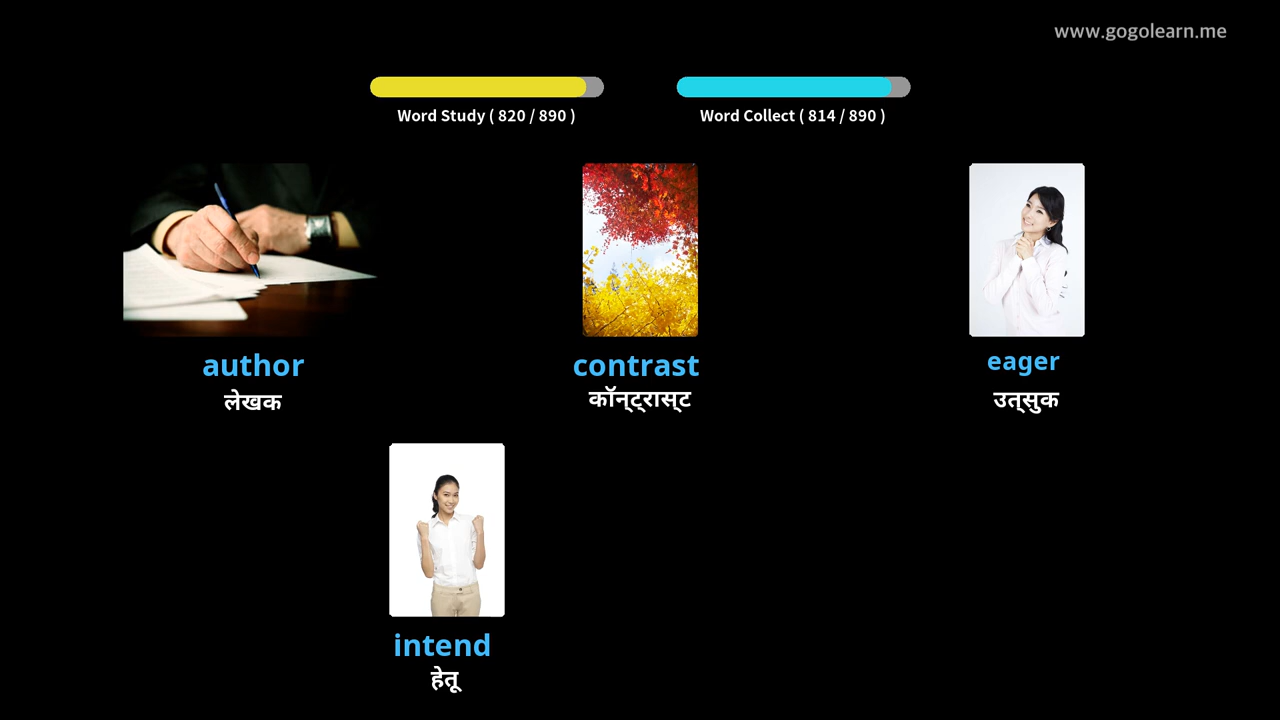 www.gogolearn.me
Word Study ( 820 / 890 )
Word Collect ( 814 / 890 )
author
लेखक
contrast
कॉन्ट्रास्ट
eager
उत्सुक
intend
हेतू